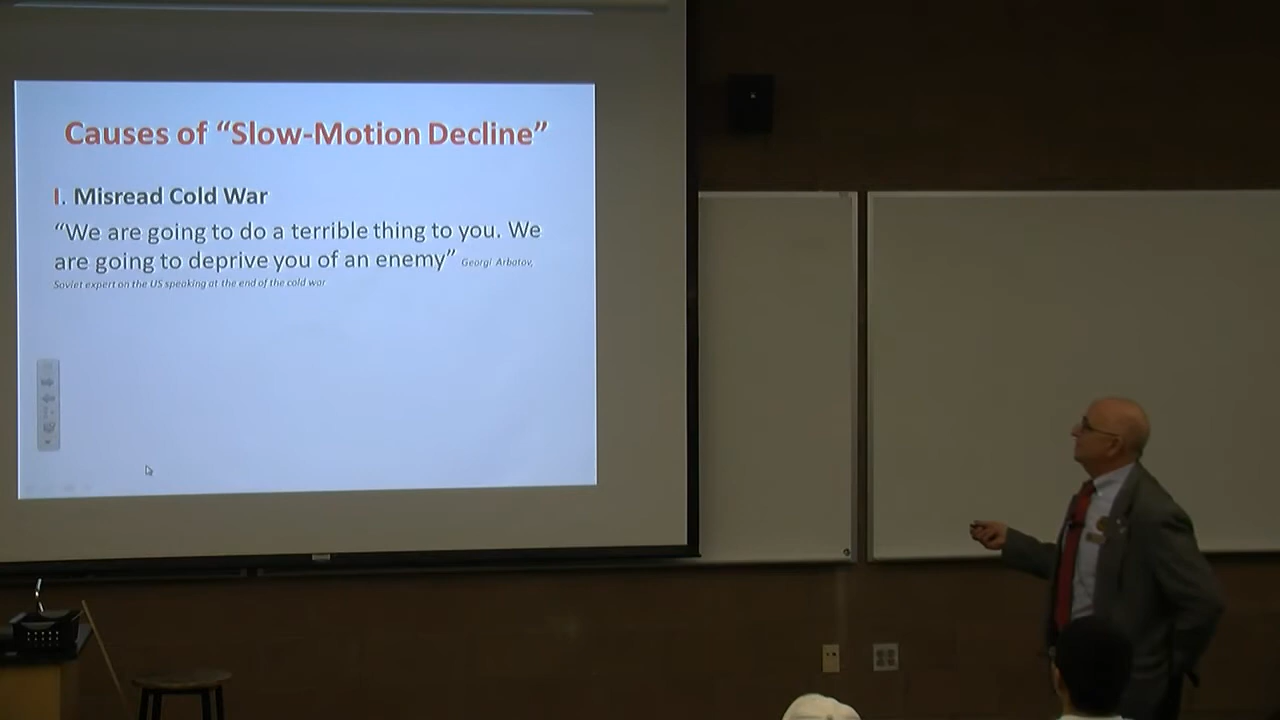 Causes of “Slow-Motion Decline”
I. Misread Cold War
“We are going to do a terrible thing to you. We
are going to deprive you of an enemy” Georgi Arbatov,
Soviet expert on the US speaking at the end of the cold war